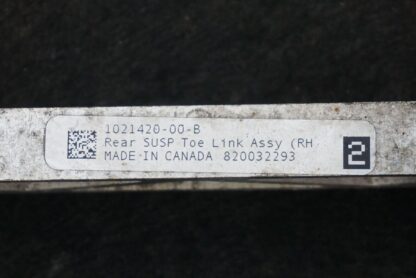 1021420-00-B
Rear SUSP Toe Link Assy (RH
MADE IN CANADA 820032293
2